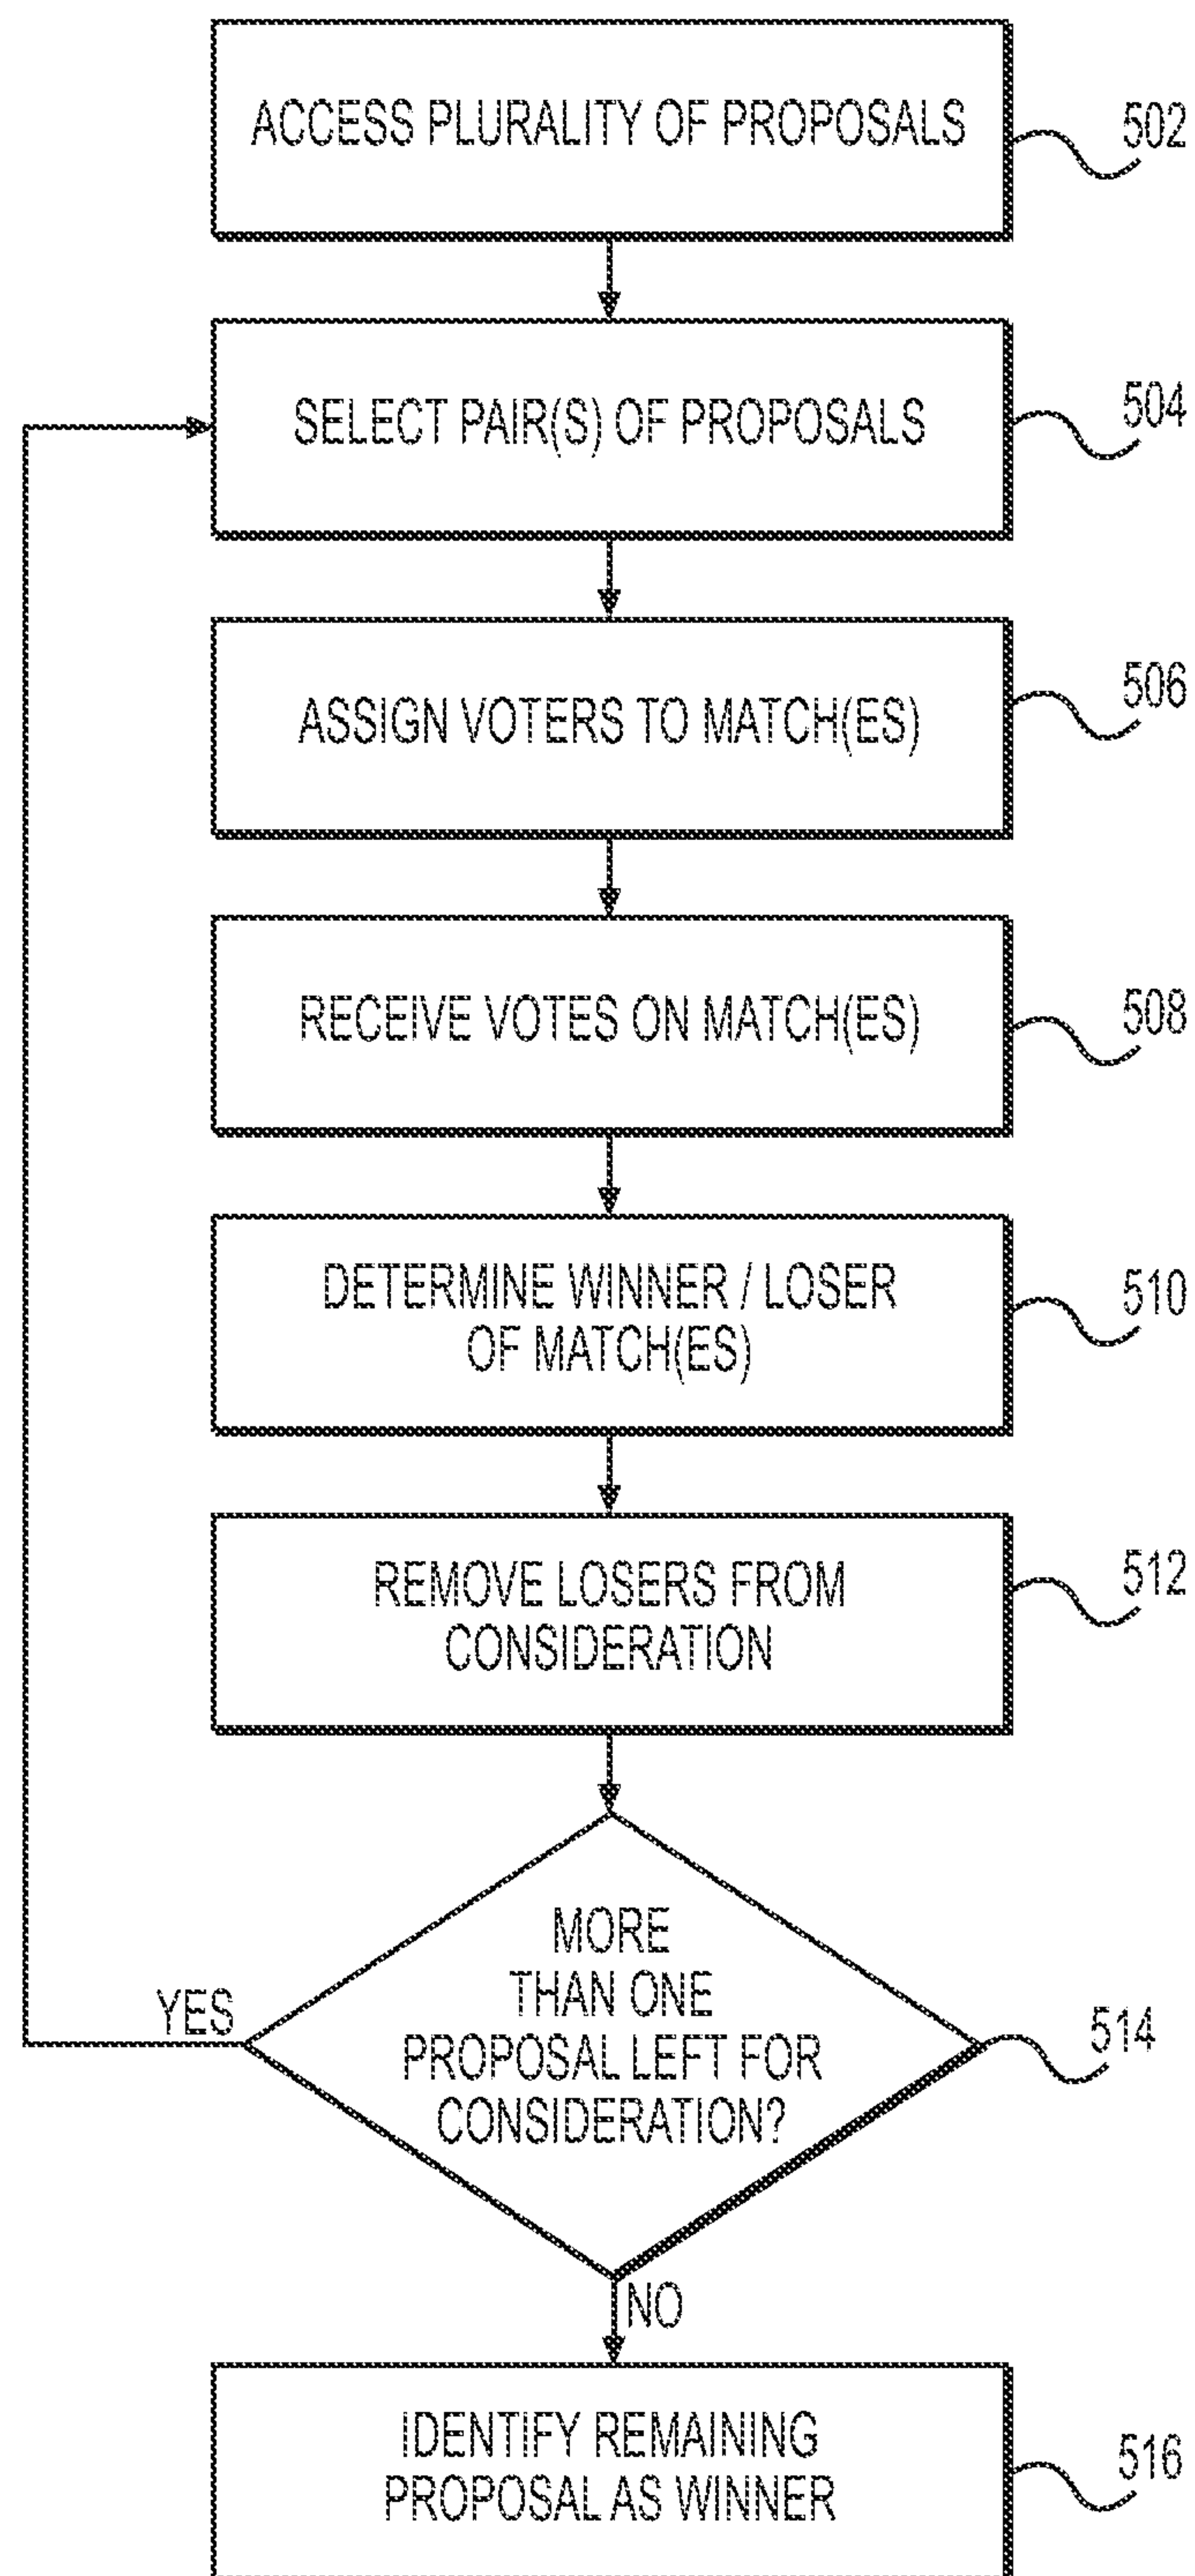 ACCESS PLURALITY OF PROPOSALS
502
SELECT PAIR(S) OF PROPOSALS
504
ASSIGN VOTERS TO MATCH(ES)
506
RECEIVE VOTES ON MATCH(ES)
508
DETERMINE WINNER / LOSER
OF MATCH(ES)
510
REMOVE LOSERS FROM
CONSIDERATION
512
MORE
THAN ONE
PROPOSAL LEFT FOR
CONSIDERATION?
514
YES
NO
IDENTIFY REMAINING
PROPOSAL AS WINNER
516